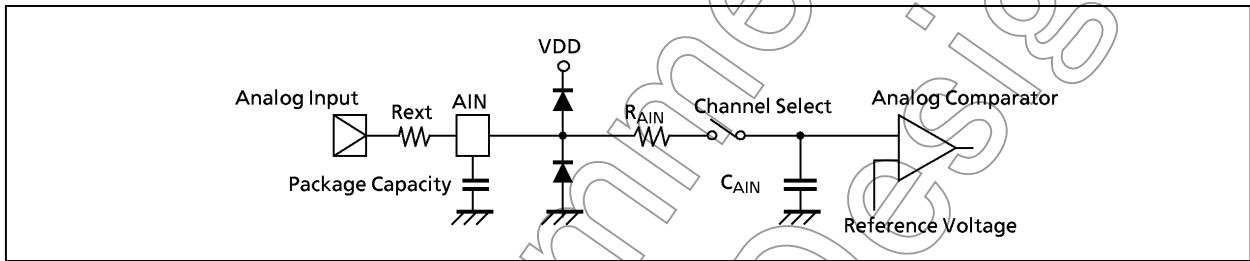 VDD
Analog Input
Rext
AIN
RAIN
Channel Select
Analog Comparator
Package Capacity
CAIN
Reference Voltage